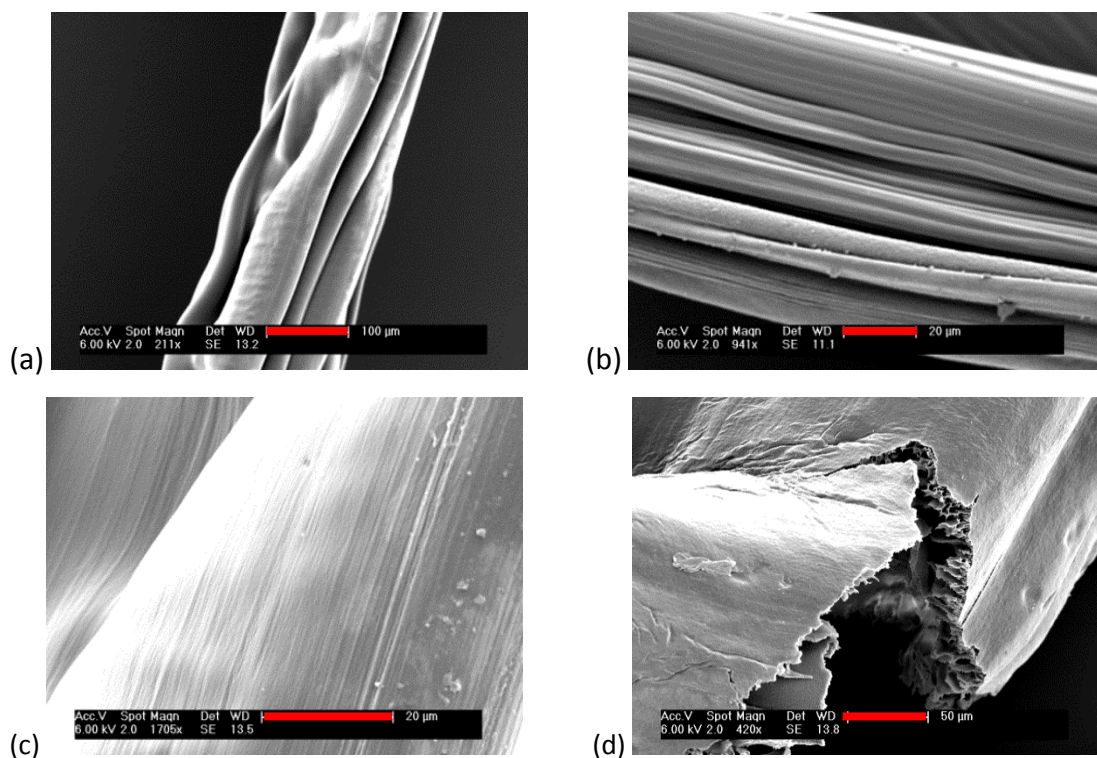 Acc.V Spot Magn Det WD 100 µm
6.00 kV 2.0 211x SE 13.2
(a)
Acc.V Spot Magn Det WD 20 µm
6.00 kV 2.0 941x SE 11.1
(b)
Acc.V Spot Magn Det WD 20 µm
6.00 kV 2.0 1705x SE 13.5
(c)
Acc.V Spot Magn Det WD 50 µm
6.00 kV 2.0 420x SE 13.8
(d)